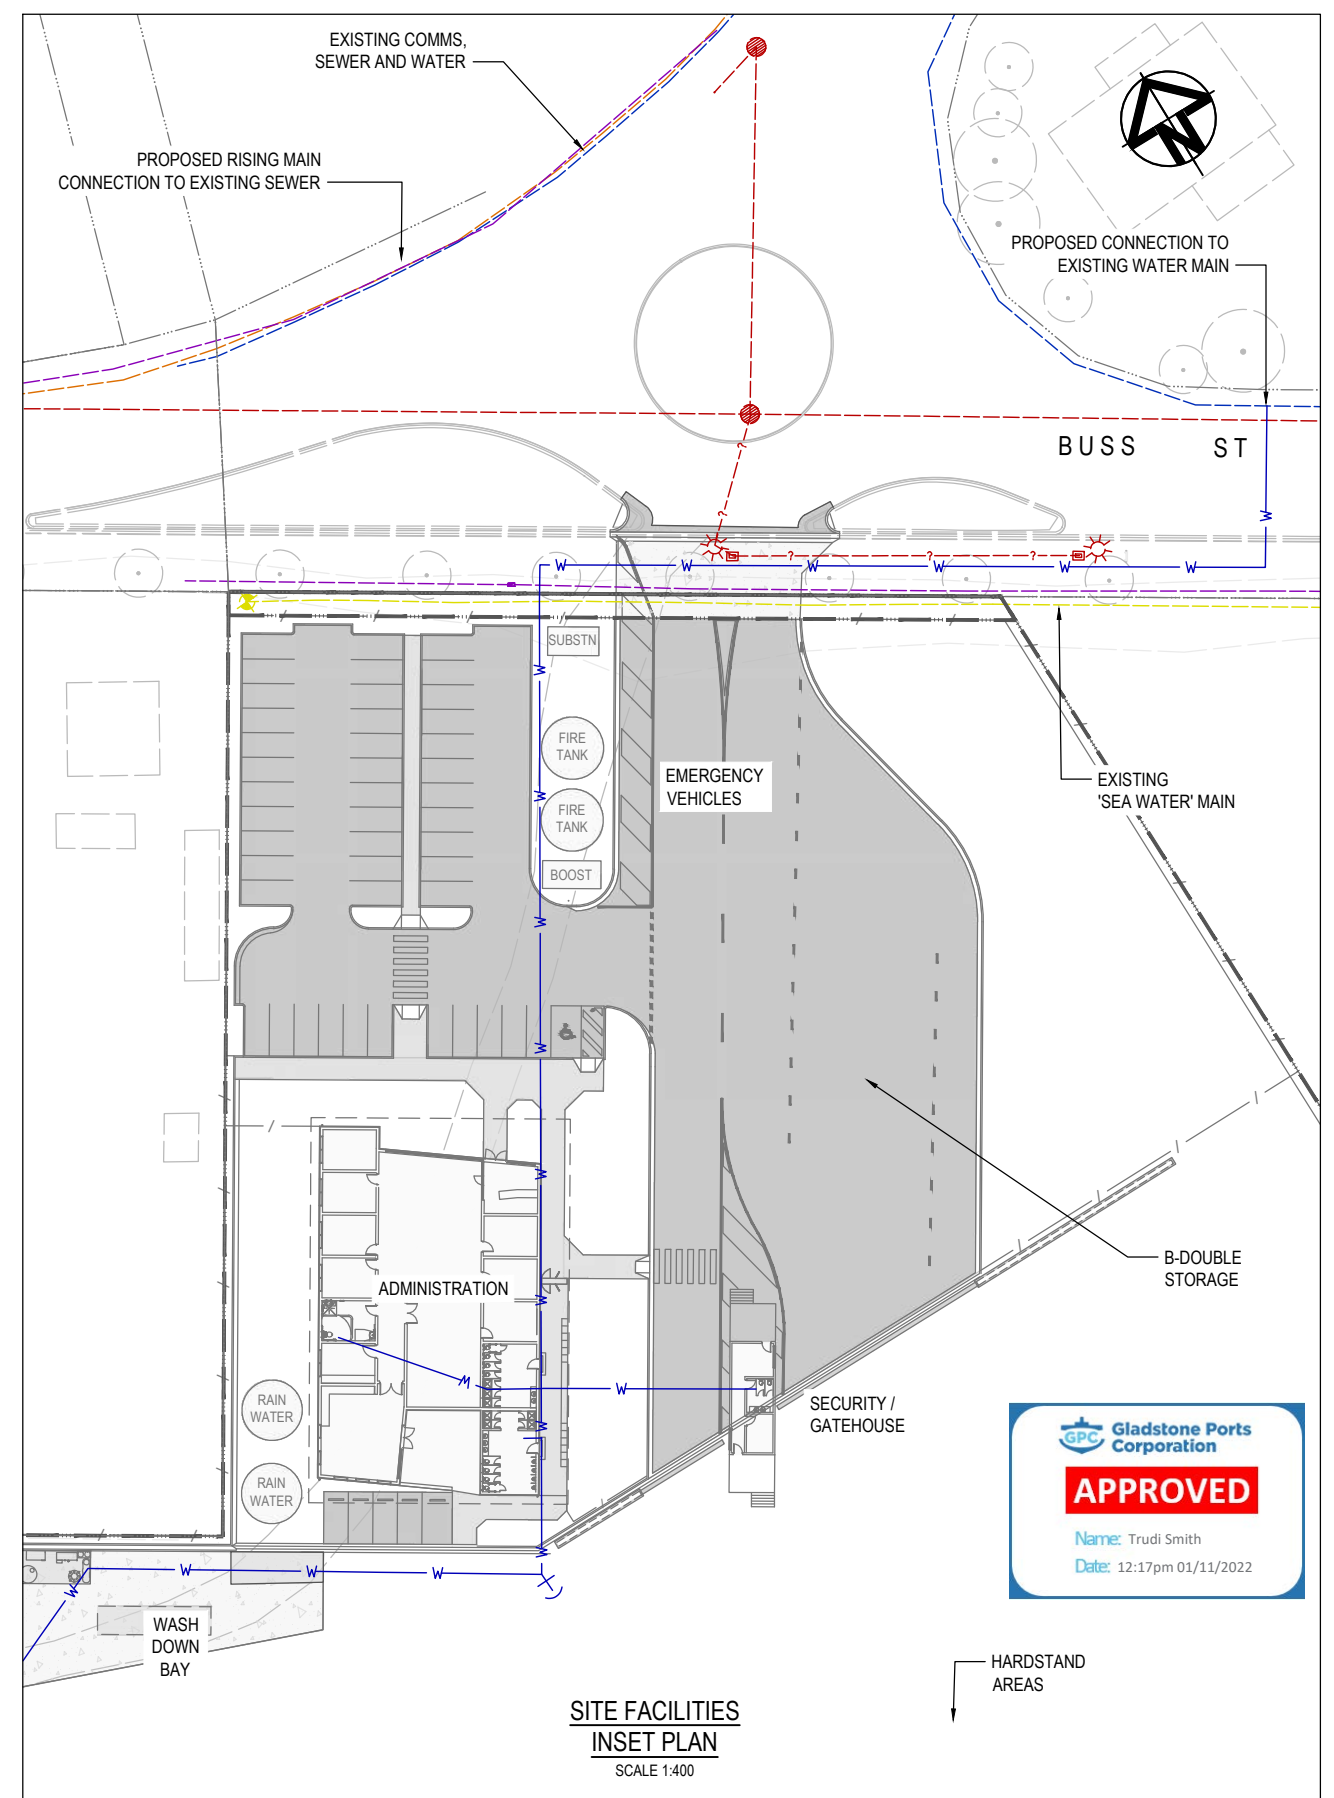 EXISTING COMMS,
SEWER AND WATER
PROPOSED RISING MAIN
CONNECTION TO EXISTING SEWER
N
PROPOSED CONNECTION TO
EXISTING WATER MAIN
BUSS ST
?
?
W
? ? ?
W W W W W W
SUBSTN
W
FIRE
TANK
EMERGENCY
VEHICLES
EXISTING
'SEA WATER' MAIN
W
FIRE
TANK
BOOST
W
W
W
B-DOUBLE
STORAGE
ADMINISTRATION
W
W W
RAIN
WATER
SECURITY /
GATEHOUSE
W
Gladstone Ports
Corporation
GPC
APPROVED
Name: Trudi Smith
Date: 12:17pm 01/11/2022
RAIN
WATER
W
W W W
W
WASH
DOWN
BAY
HARDSTAND
AREAS
SITE FACILITIES
INSET PLAN
SCALE 1:400